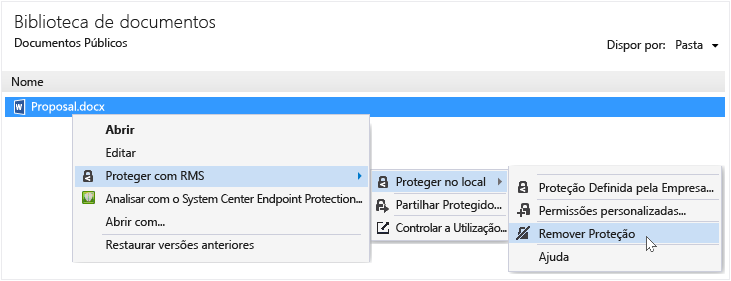 Biblioteca de documentos
Documentos Públicos
Dispor por: Pasta
Nome
Proposal.docx
Abrir
Editar
Proteger com RMS
Analisar com o System Center Endpoint Protection...
Abrir com...
Restaurar versões anteriores
Proteger no local
Partilhar Protegido...
Controlar a Utilização...
Proteção Definida pela Empresa...
Permissões personalizadas...
Remover Proteção
Ajuda